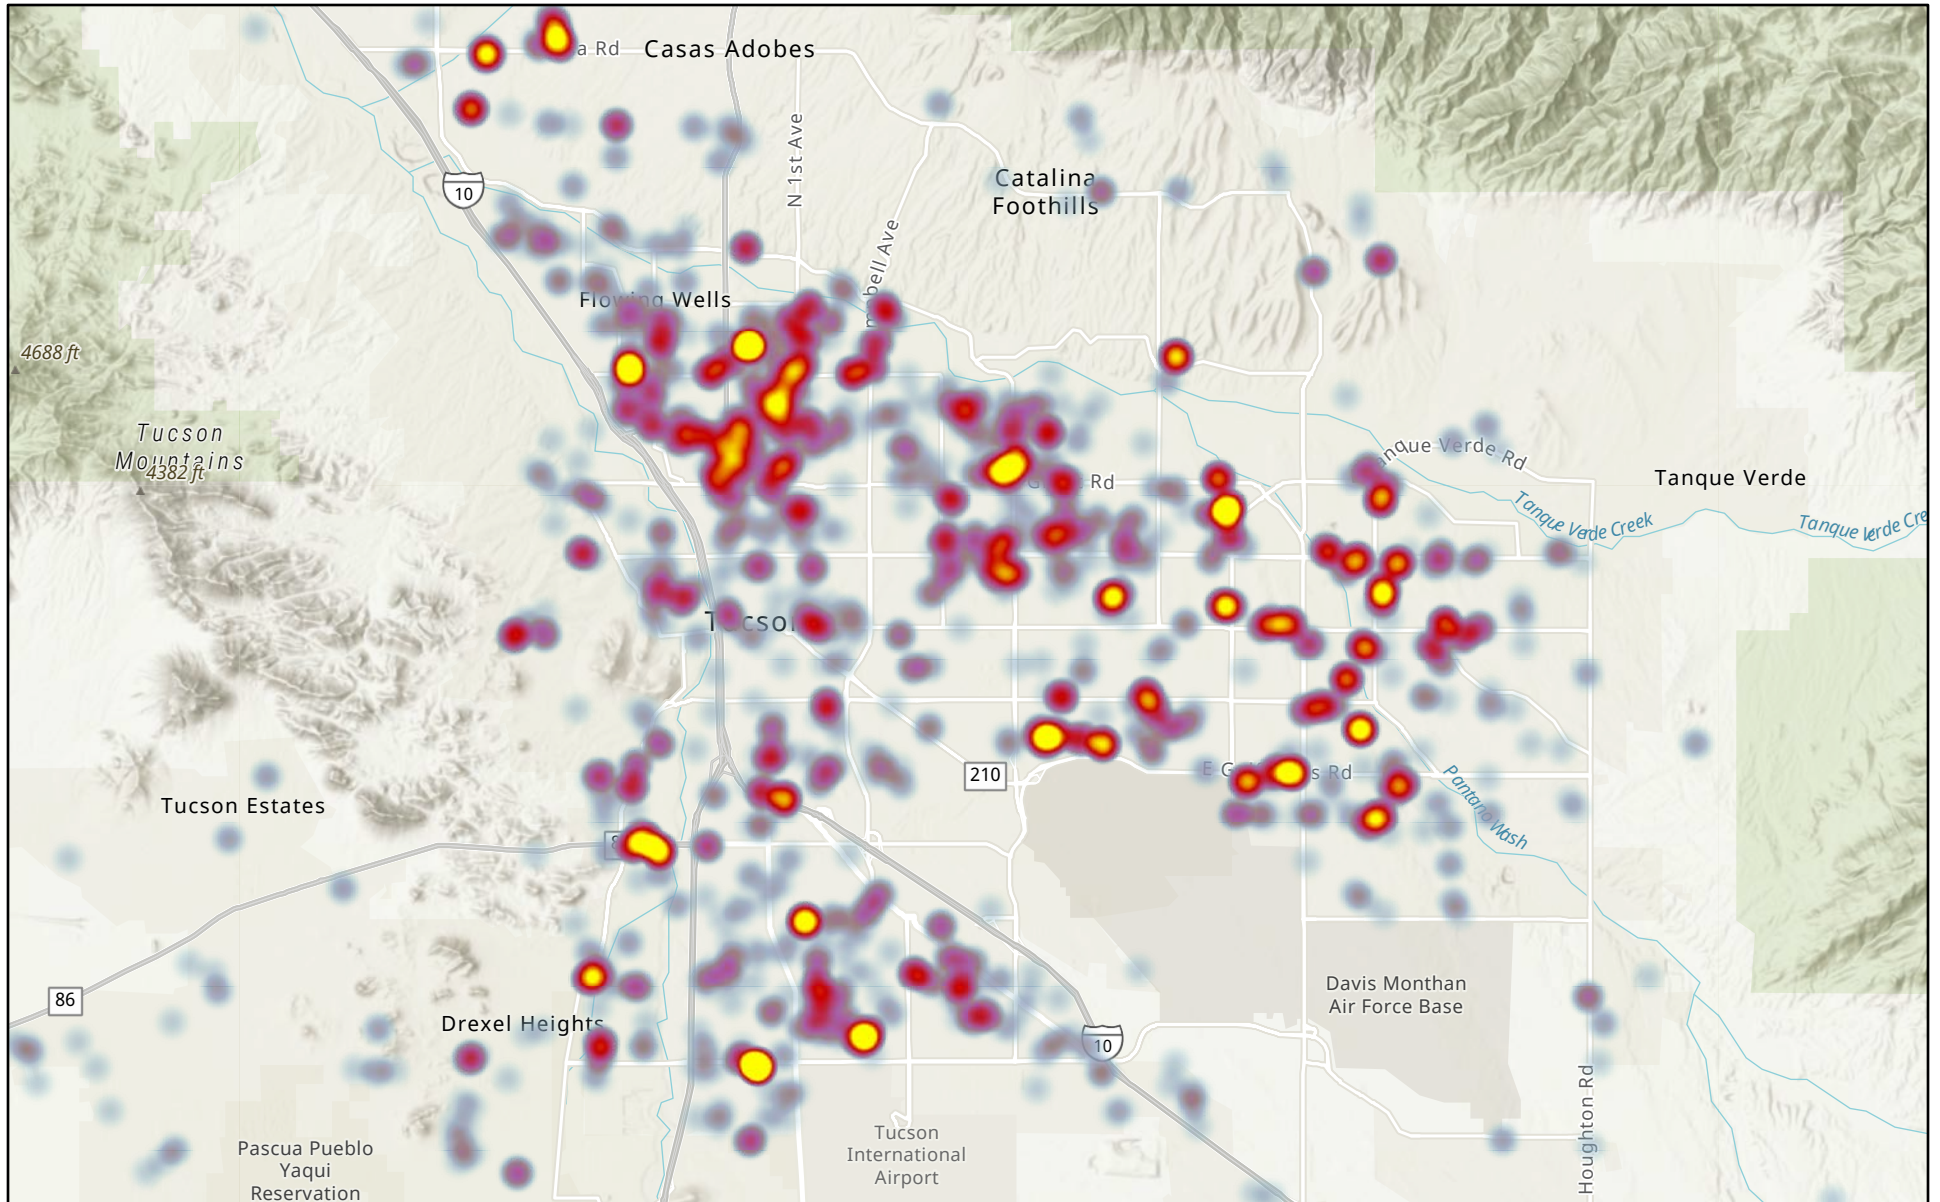 a Rd
Casas Adobes
N 1st Ave
10
Catalina
Foothills
bell Ave
Flowing Wells
4688 ft
Tucson
Mountains
4382 ft
Rd
anque Verde Rd
Tanque Verde
Tanque Verde Creek
Tanque Verde Cre
Tucson
210
E G s Rd
Pantano Wash
Tucson Estates
8
86
Drexel Heights
Davis Monthan
Air Force Base
10
Houghton Rd
Pascua Pueblo
Yaqui
Reservation
Tucson
International
Airport